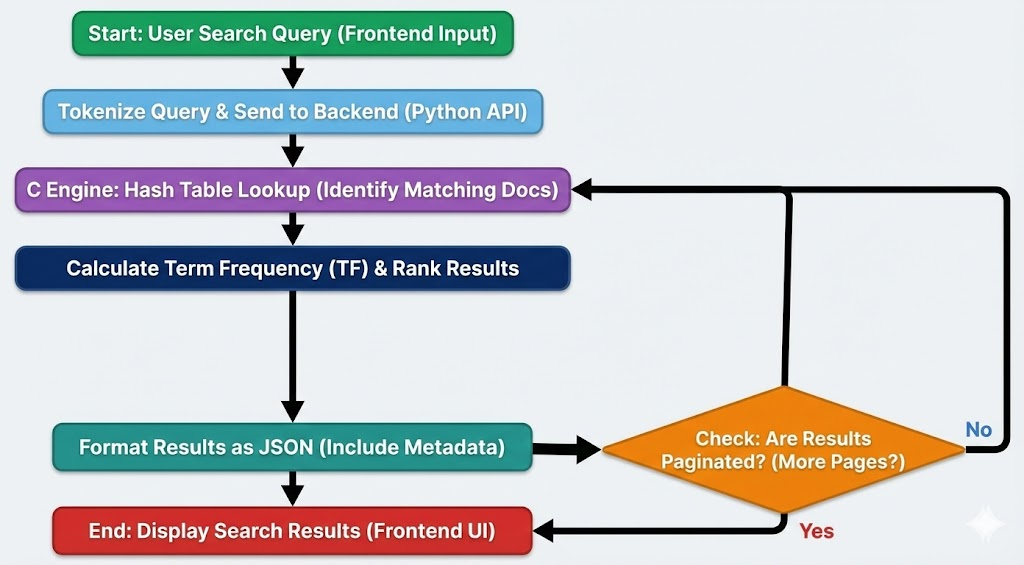 Start: User Search Query (Frontend Input)
Tokenize Query & Send to Backend (Python API)
C Engine: Hash Table Lookup (Identify Matching Docs)
Calculate Term Frequency (TF) & Rank Results
Format Results as JSON (Include Metadata)
Check: Are Results
Paginated? (More Pages?)
No
End: Display Search Results (Frontend UI)
Yes